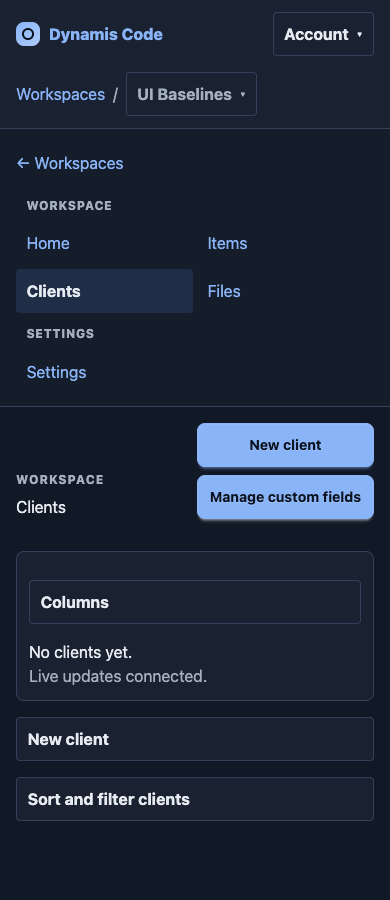 Dynamis Code
Account ▾
Workspaces / UI Baselines ▾
← Workspaces
WORKSPACE
Home
Items
Clients
Files
SETTINGS
Settings
New client
Manage custom fields
WORKSPACE
Clients
Columns
No clients yet.
Live updates connected.
New client
Sort and filter clients